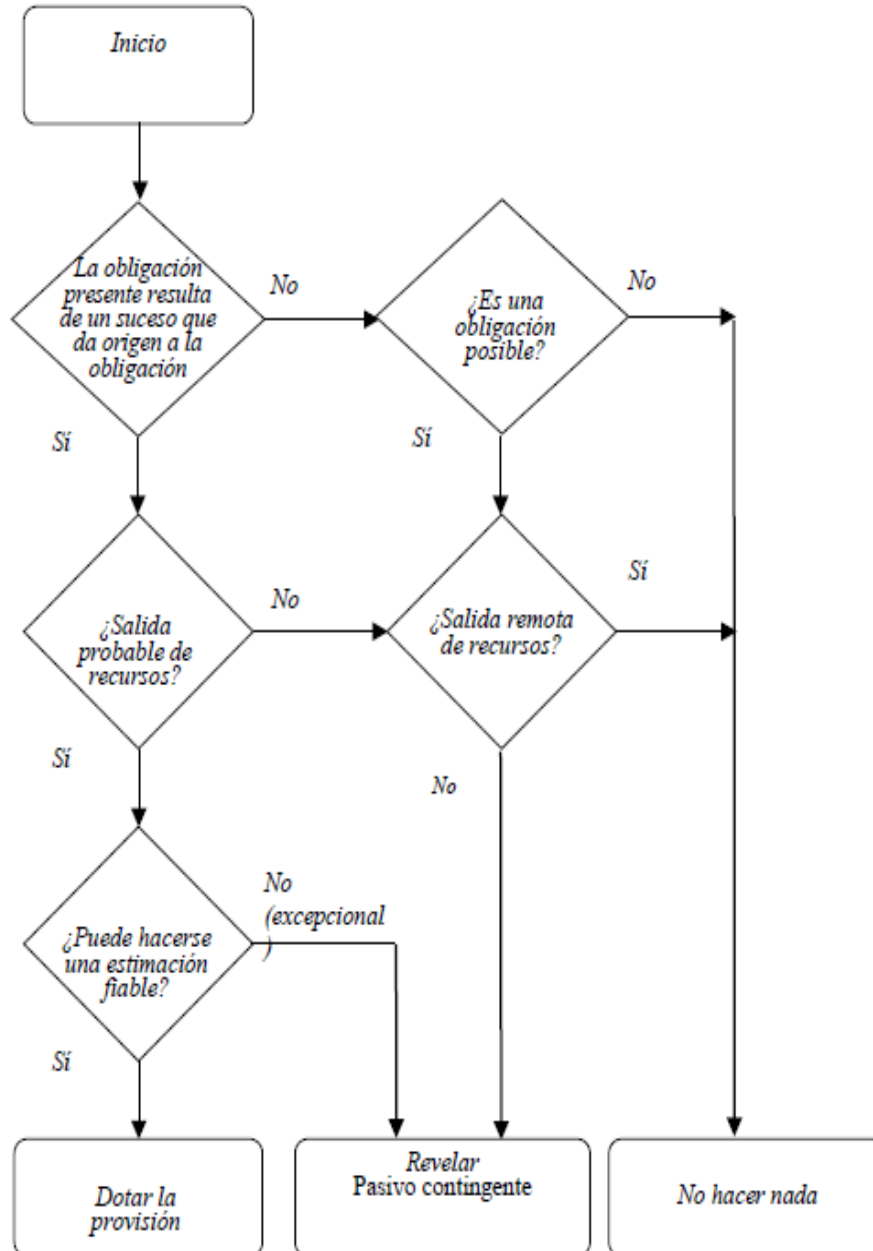 Inicio
La obligación
presente resulta
de un suceso que
da origen a la
obligación
No
¿Es una
obligación
posible?
No
Sí
Sí
¿Salida
probable de
recursos?
No
¿Salida remota
de recursos?
Sí
Sí
No
¿Puede hacerse
una estimación
fiable?
No
(excepcional
)
Sí
Dotar la
provisión
Revelar
Pasivo contingente
No hacer nada